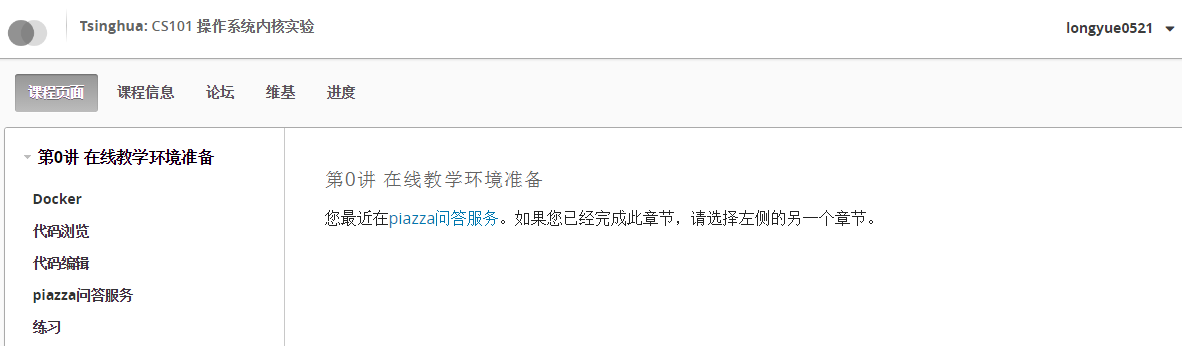 Tsinghua: CS101 操作系统内核实验
longyue0521
课程页面 课程信息 论坛 维基 进度
第0讲 在线教学环境准备
Docker
代码浏览
代码编辑
piazza问答服务
练习
第0讲 在线教学环境准备
您最近在piazza问答服务。如果您已经完成此章节，请选择左侧的另一个章节。